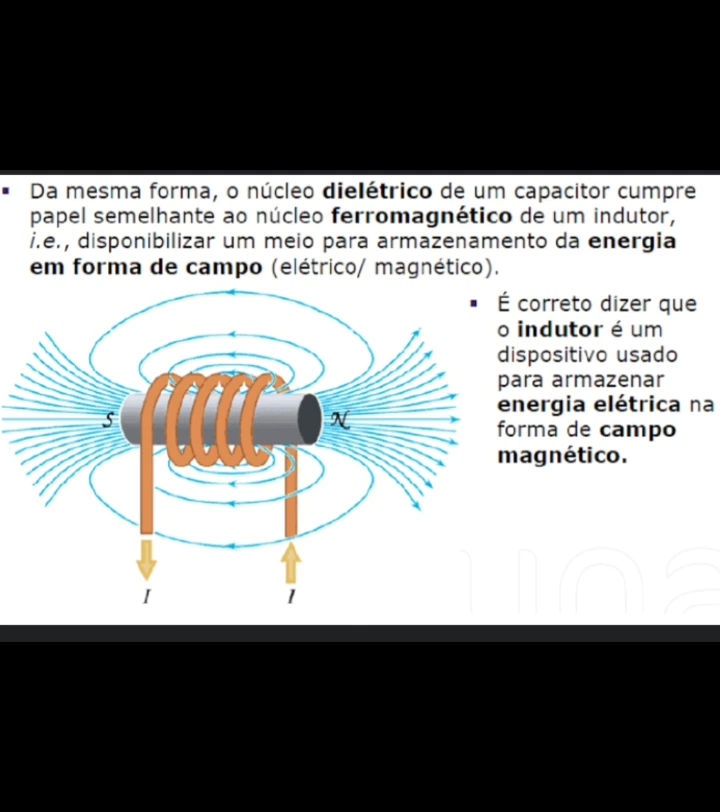 ▪ Da mesma forma, o núcleo dielétrico de um capacitor cumpre
papel semelhante ao núcleo ferromagnético de um indutor,
i.e., disponibilizar um meio para armazenamento da energia
em forma de campo (elétrico/ magnético).
▪ É correto dizer que
o indutor é um
dispositivo usado
para armazenar
energia elétrica na
forma de campo
magnético.
S
N
I
I